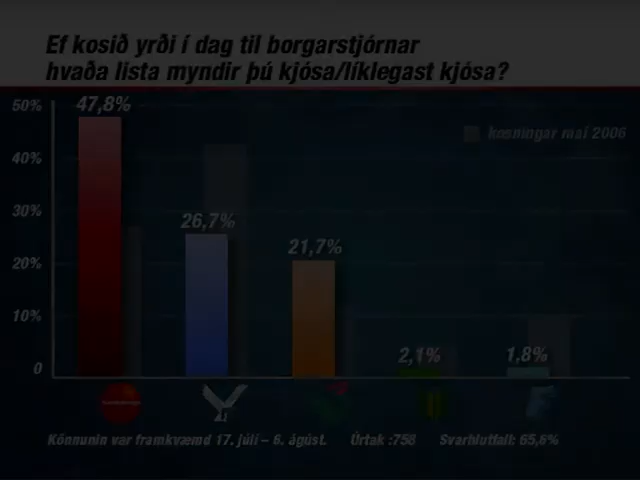 Ef kosið yrði í dag til borgarstjórnar
hvaða lista myndir þú kjósa/líklegast kjósa?
50%
47,8%
kosningar maí 2006
40%
30%
26,7%
21,7%
20%
10%
2,1%
1,8%
0
Könnunin var framkvæmd 17. júlí – 6. ágúst. Úrtak :758 Svarhlutfall: 65,6%